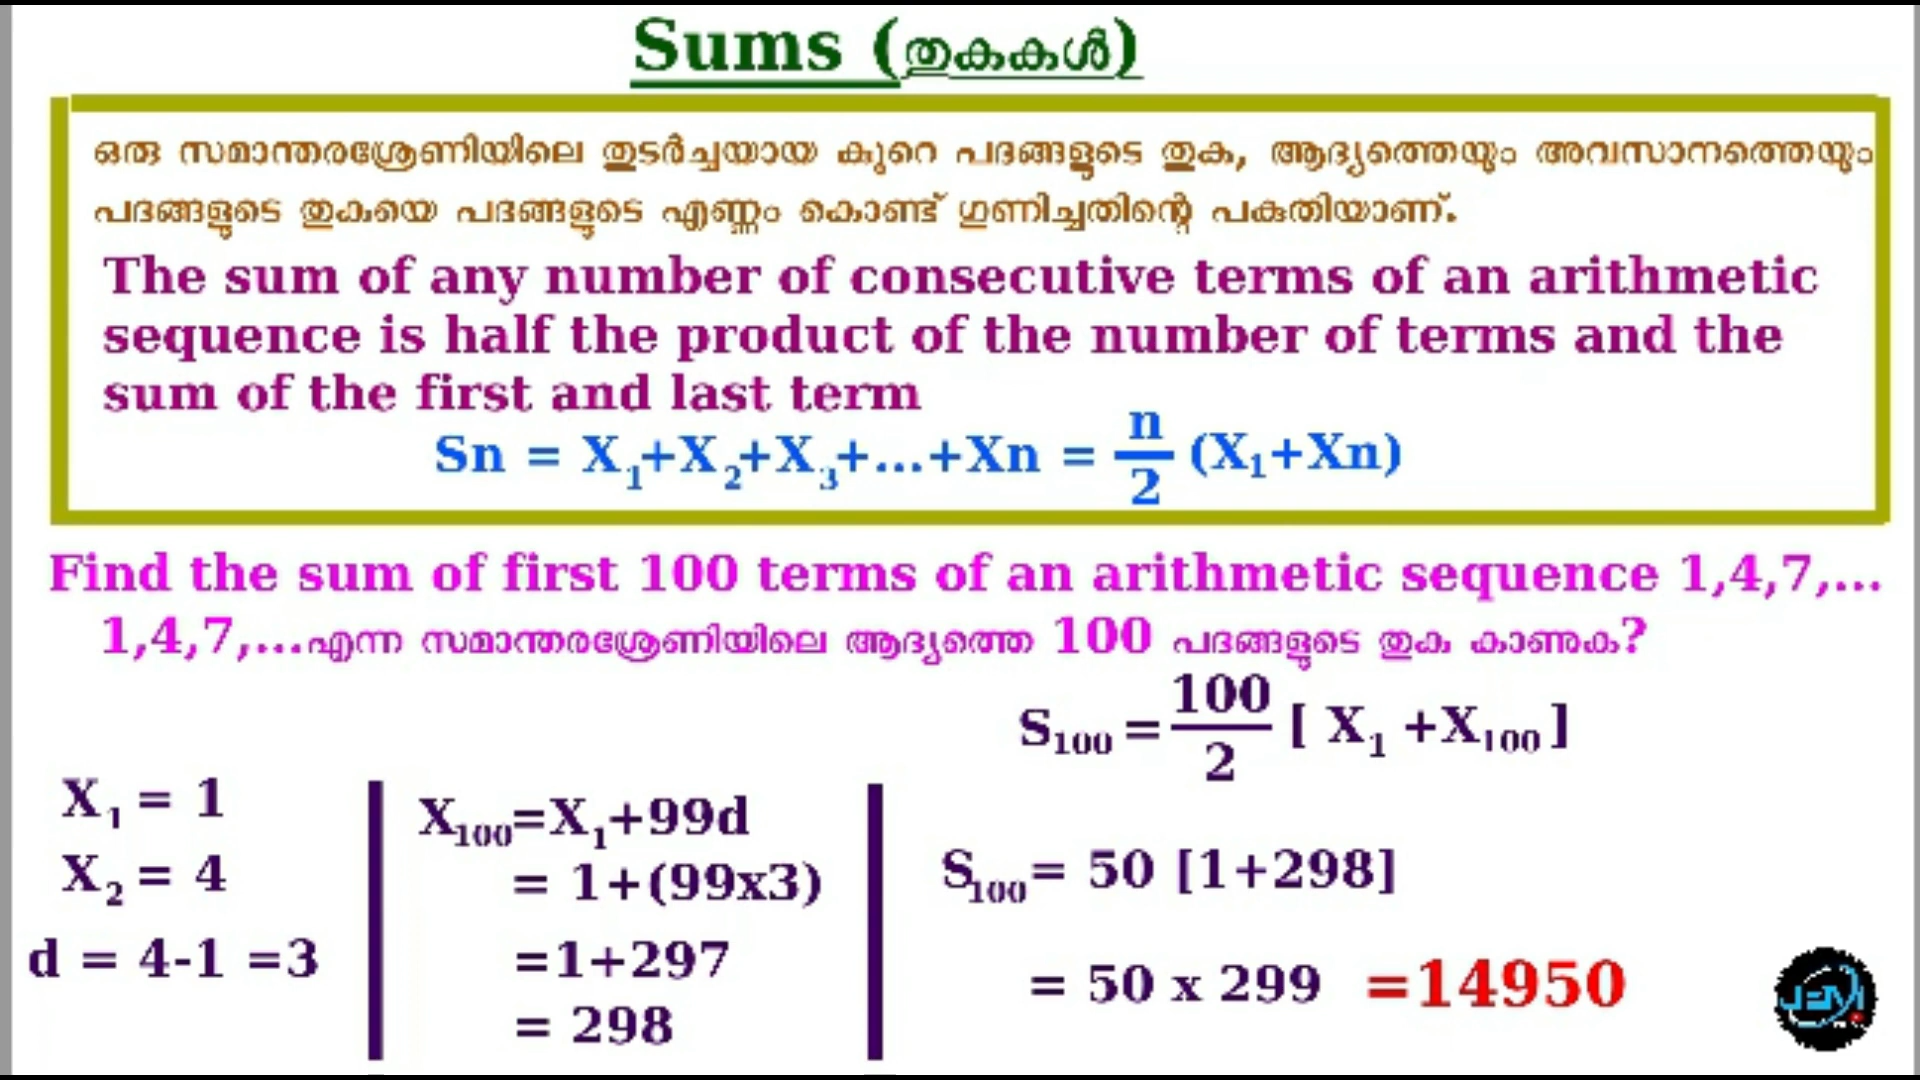 Sums (തുകകൾ)
ഒരു സമാന്തരശ്രേണിയിലെ തുടർച്ചയായ കുറെ പദങ്ങളുടെ തുക, ആദ്യത്തെയും അവസാനത്തെയും
പദങ്ങളുടെ തുകയെ പദങ്ങളുടെ എണ്ണം കൊണ്ട് ഗുണിച്ചതിന്റെ പകുതിയാണ്.
The sum of any number of consecutive terms of an arithmetic
sequence is half the product of the number of terms and the
sum of the first and last term
Sn = X₁+X₂+X₃+...+Xn = n/2 (X₁+Xn)
Find the sum of first 100 terms of an arithmetic sequence 1,4,7,...
1,4,7,...എന്ന സമാന്തരശ്രേണിയിലെ ആദ്യത്തെ 100 പദങ്ങളുടെ തുക കാണുക?
S₁₀₀ = 100/2 [ X₁ +X₁₀₀ ]
X₁ = 1
X₂ = 4
d = 4-1 =3
X₁₀₀=X₁+99d
= 1+(99x3)
=1+297
= 298
S₁₀₀= 50 [1+298]
= 50 x 299 =14950